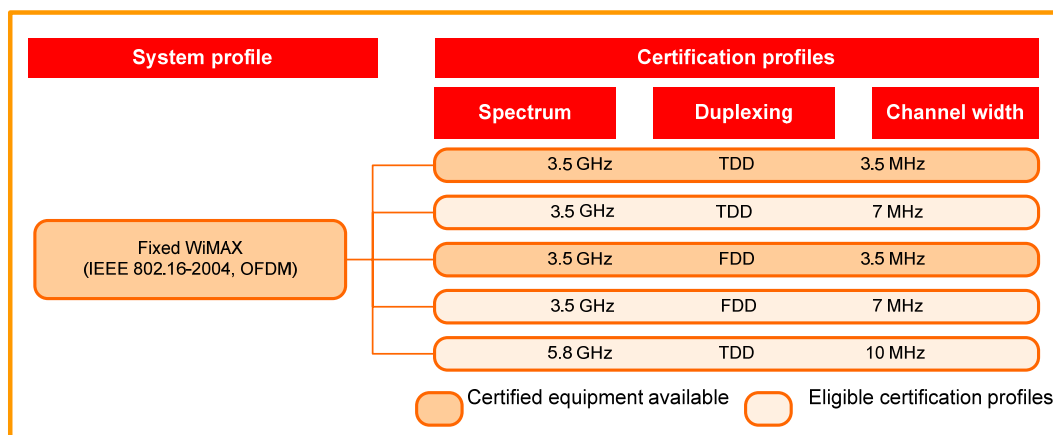 System profile
Certification profiles
Spectrum Duplexing Channel width
3.5 GHz TDD 3.5 MHz
3.5 GHz TDD 7 MHz
Fixed WiMAX
(IEEE 802.16-2004, OFDM)
3.5 GHz FDD 3.5 MHz
3.5 GHz FDD 7 MHz
5.8 GHz TDD 10 MHz
Certified equipment available
Eligible certification profiles